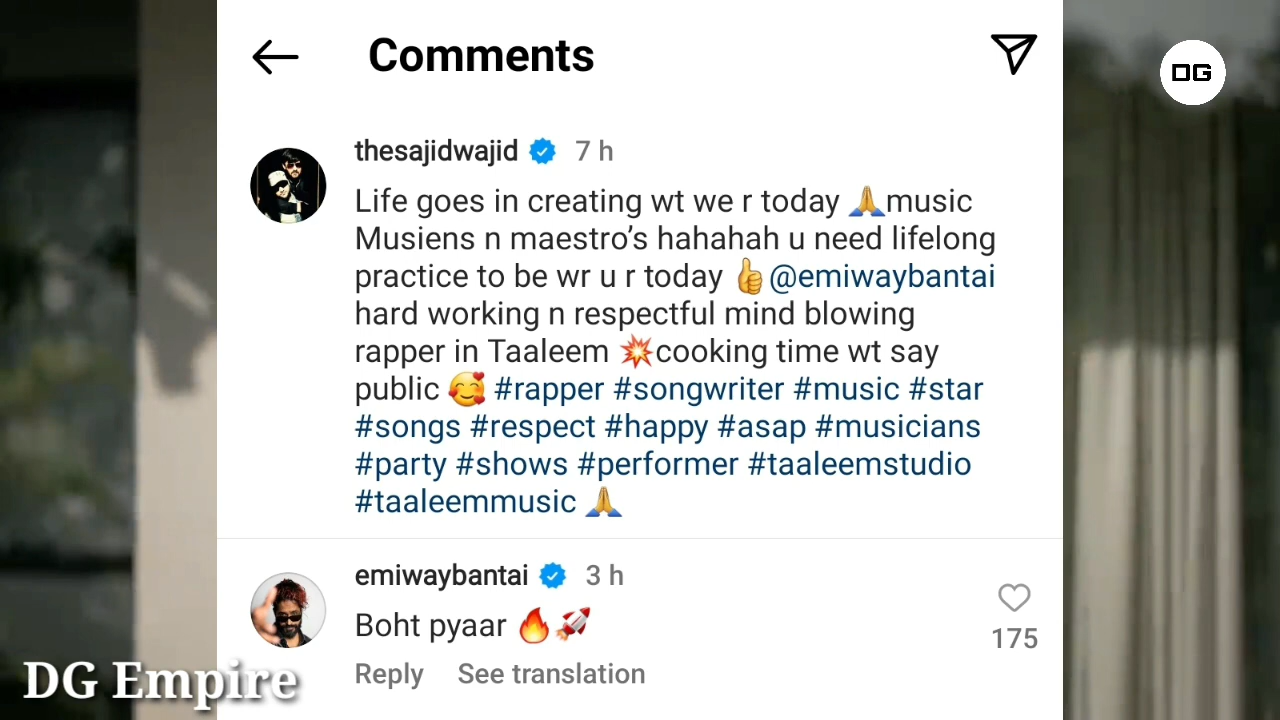 Comments
DG
thesajidwajid 7 h
Life goes in creating wt we r today 🙏music
Musiens n maestro’s hahahah u need lifelong
practice to be wr u r today 👍@emiwaybantai
hard working n respectful mind blowing
rapper in Taaleem 💥cooking time wt say
public 🥰 #rapper #songwriter #music #star
#songs #respect #happy #asap #musicians
#party #shows #performer #taaleemstudio
#taaleemmusic 🙏
emiwaybantai 3 h
Boht pyaar 🔥🚀
175
Reply See translation
DG Empire